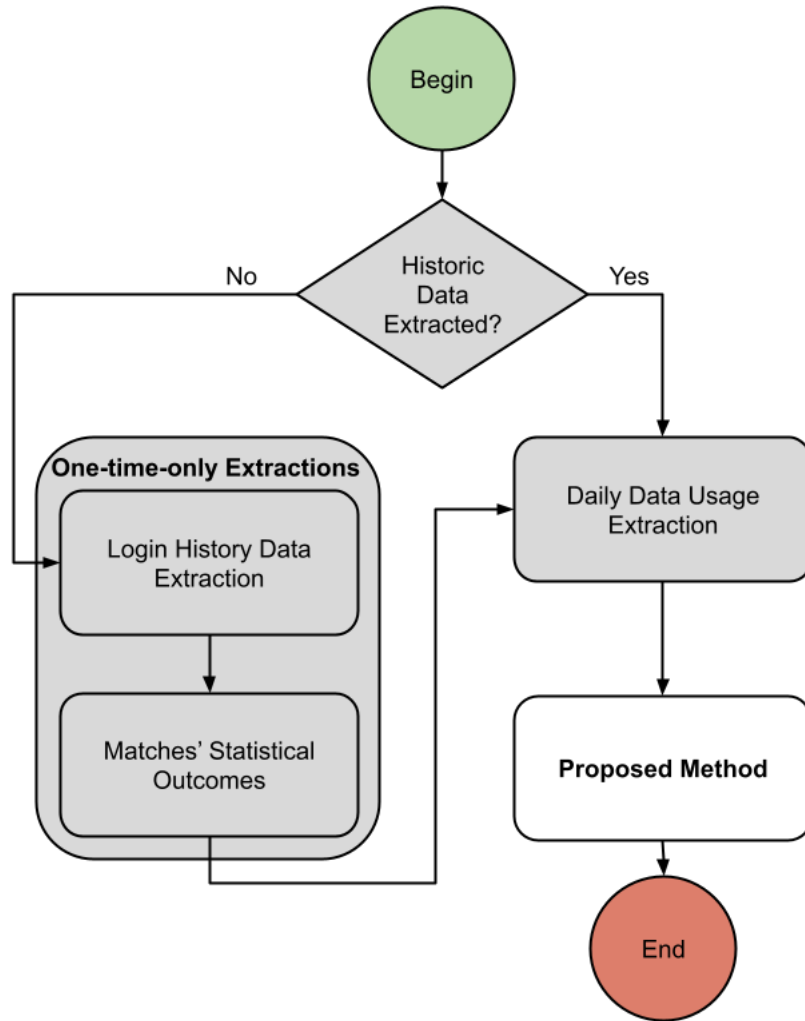 Begin
Historic
Data
Extracted?
No
Yes
One-time-only Extractions
Login History Data
Extraction
Matches’ Statistical
Outcomes
Daily Data Usage
Extraction
Proposed Method
End